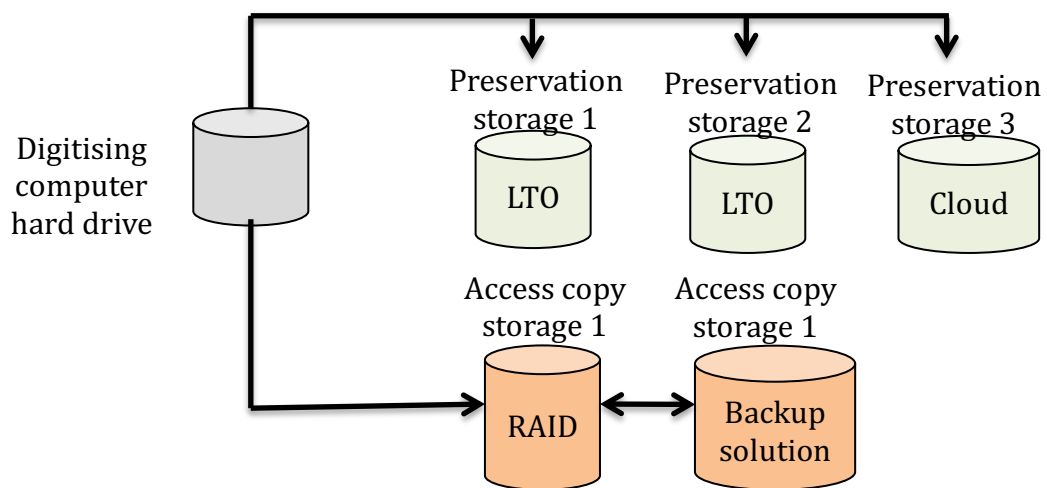 Digitising
computer
hard drive
Preservation
storage 1
LTO
Preservation
storage 2
LTO
Preservation
storage 3
Cloud
Access copy
storage 1
RAID
Access copy
storage 1
Backup
solution